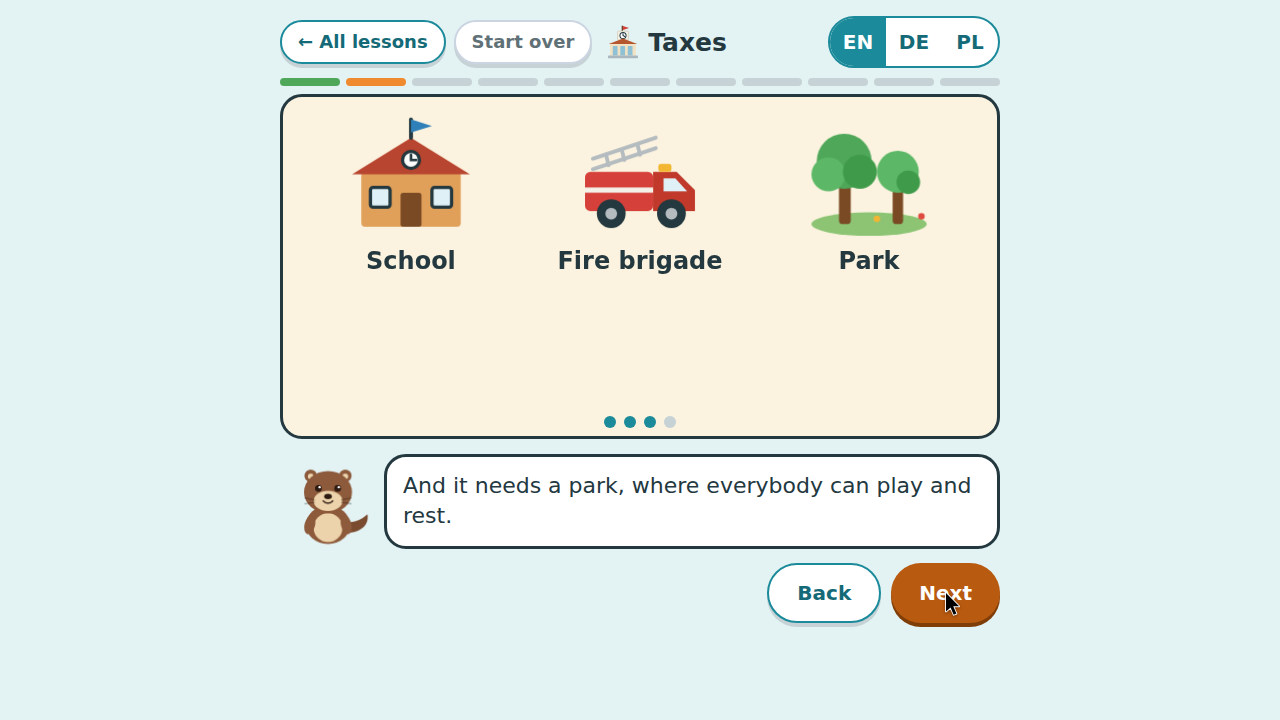 ← All lessons
Start over
Taxes
EN DE PL
School
Fire brigade
Park
And it needs a park, where everybody can play and
rest.
Back
Next